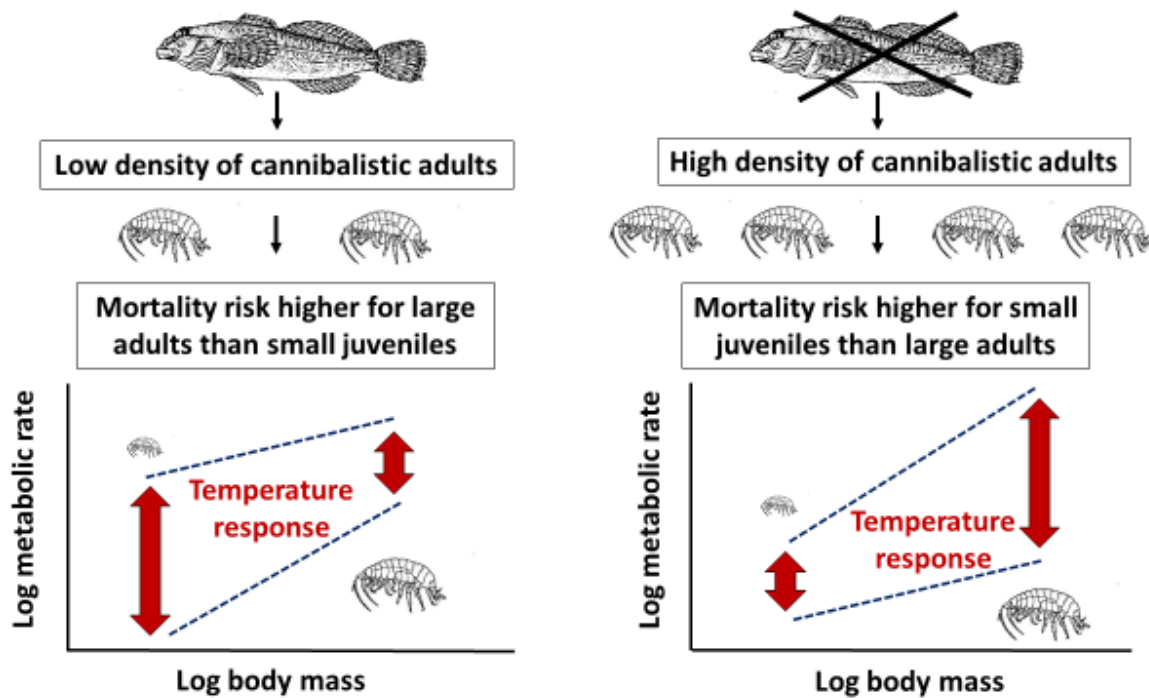 Low density of cannibalistic adults
Mortality risk higher for large
adults than small juveniles
Log metabolic rate
Temperature
response
Log body mass
High density of cannibalistic adults
Mortality risk higher for small
juveniles than large adults
Log metabolic rate
Temperature
response
Log body mass